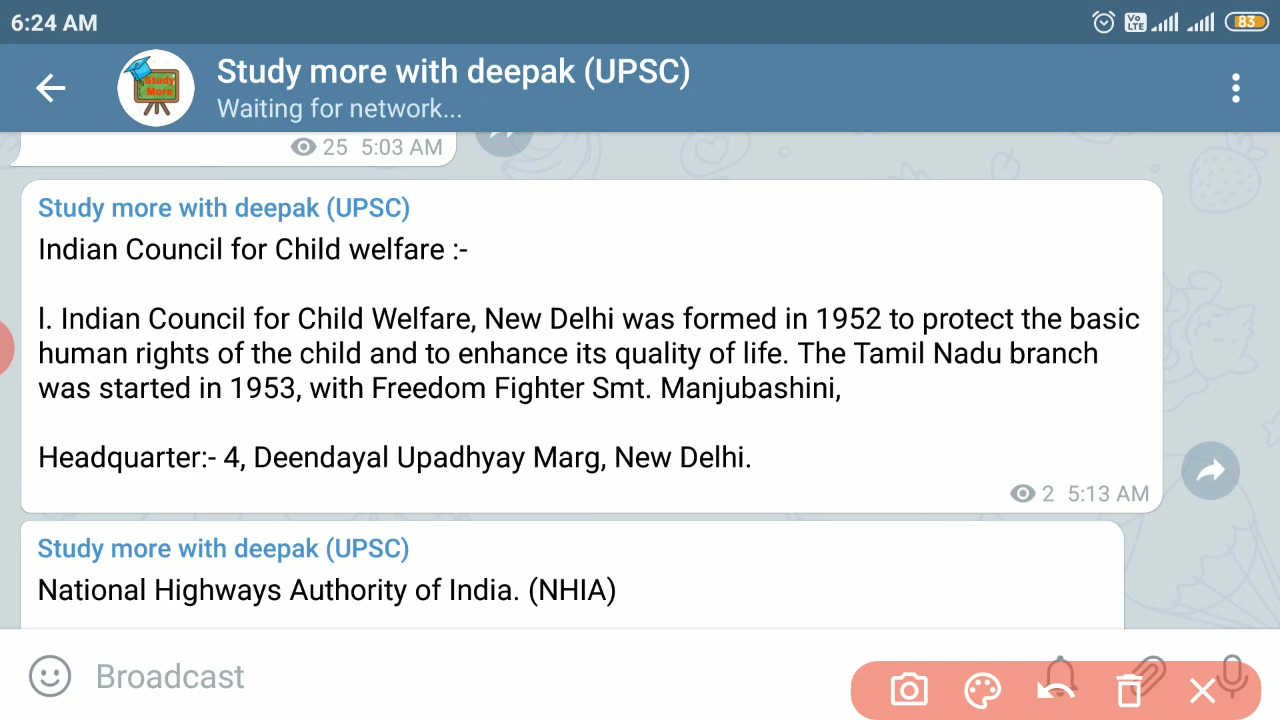 6:24 AM
Vo LTE
83
Study More
Study more with deepak (UPSC)
Waiting for network...
25 5:03 AM
Study more with deepak (UPSC)
Indian Council for Child welfare :-
l. Indian Council for Child Welfare, New Delhi was formed in 1952 to protect the basic
human rights of the child and to enhance its quality of life. The Tamil Nadu branch
was started in 1953, with Freedom Fighter Smt. Manjubashini,
Headquarter:- 4, Deendayal Upadhyay Marg, New Delhi.
2 5:13 AM
Study more with deepak (UPSC)
National Highways Authority of India. (NHIA)
Broadcast